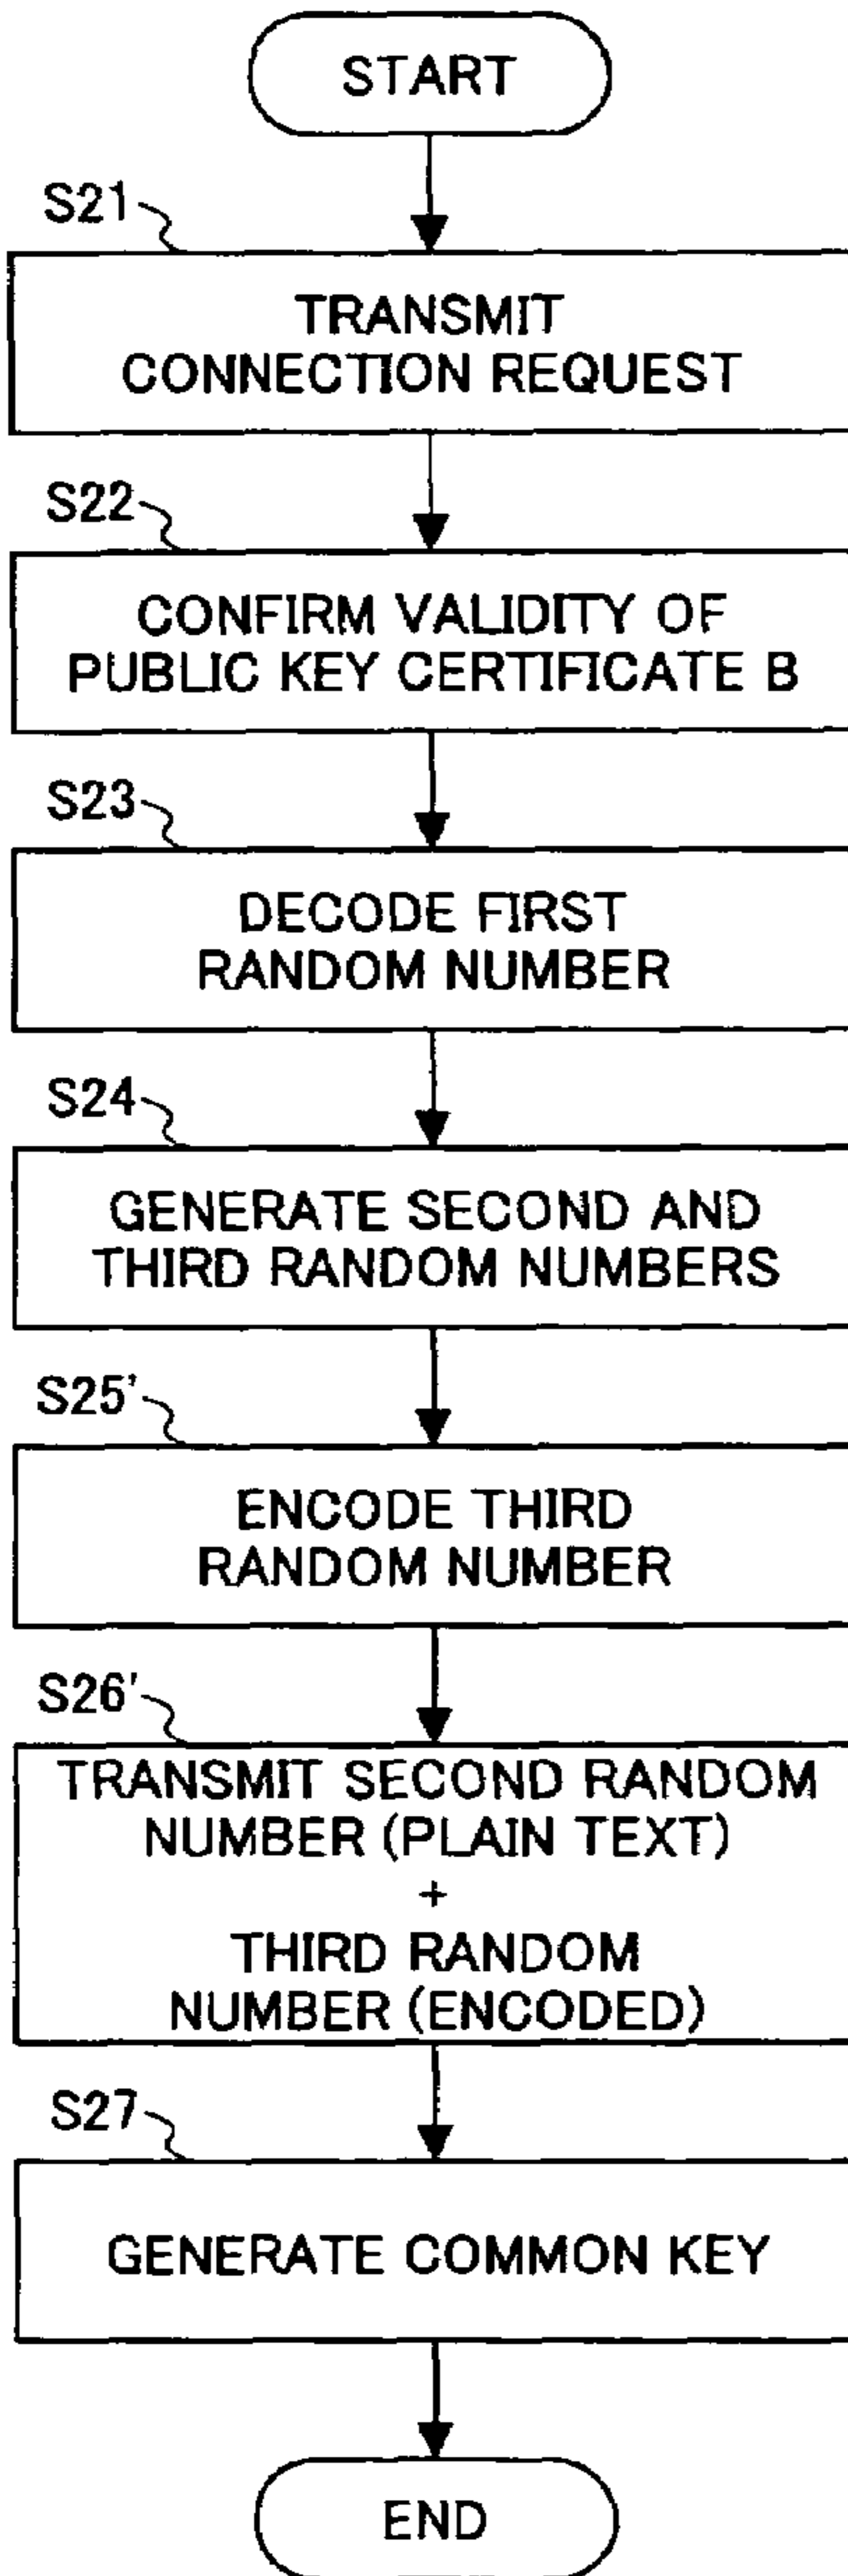 START
S21
TRANSMIT
CONNECTION REQUEST
S22
CONFIRM VALIDITY OF
PUBLIC KEY CERTIFICATE B
S23
DECODE FIRST
RANDOM NUMBER
S24
GENERATE SECOND AND
THIRD RANDOM NUMBERS
S25'
ENCODE THIRD
RANDOM NUMBER
S26'
TRANSMIT SECOND RANDOM
NUMBER (PLAIN TEXT)
+
THIRD RANDOM
NUMBER (ENCODED)
S27
GENERATE COMMON KEY
END